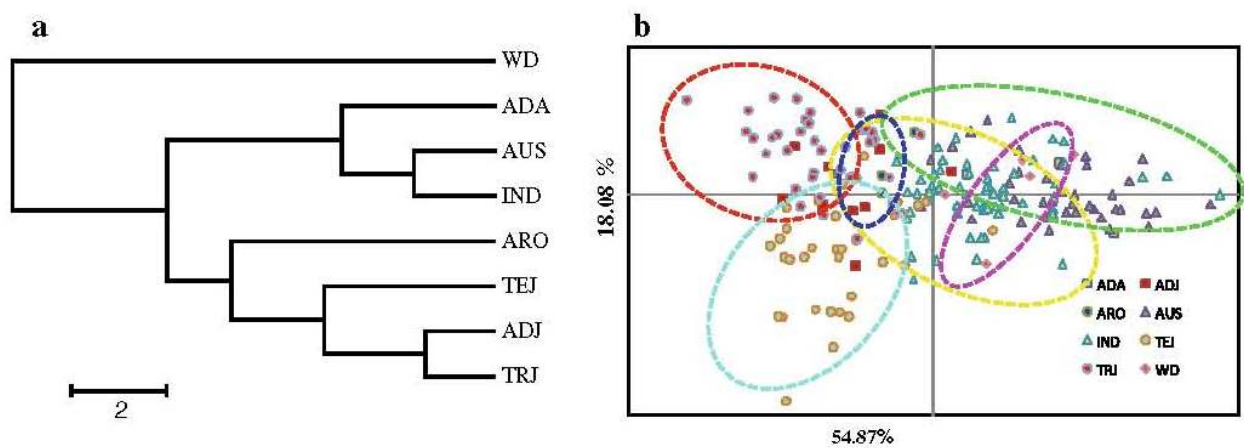 a
WD
ADA
AUS
IND
ARO
TEJ
ADJ
TRJ
2
b
18.08 %
ADA ADJ
ARO AUS
IND TEJ
TRJ WD
54.87%